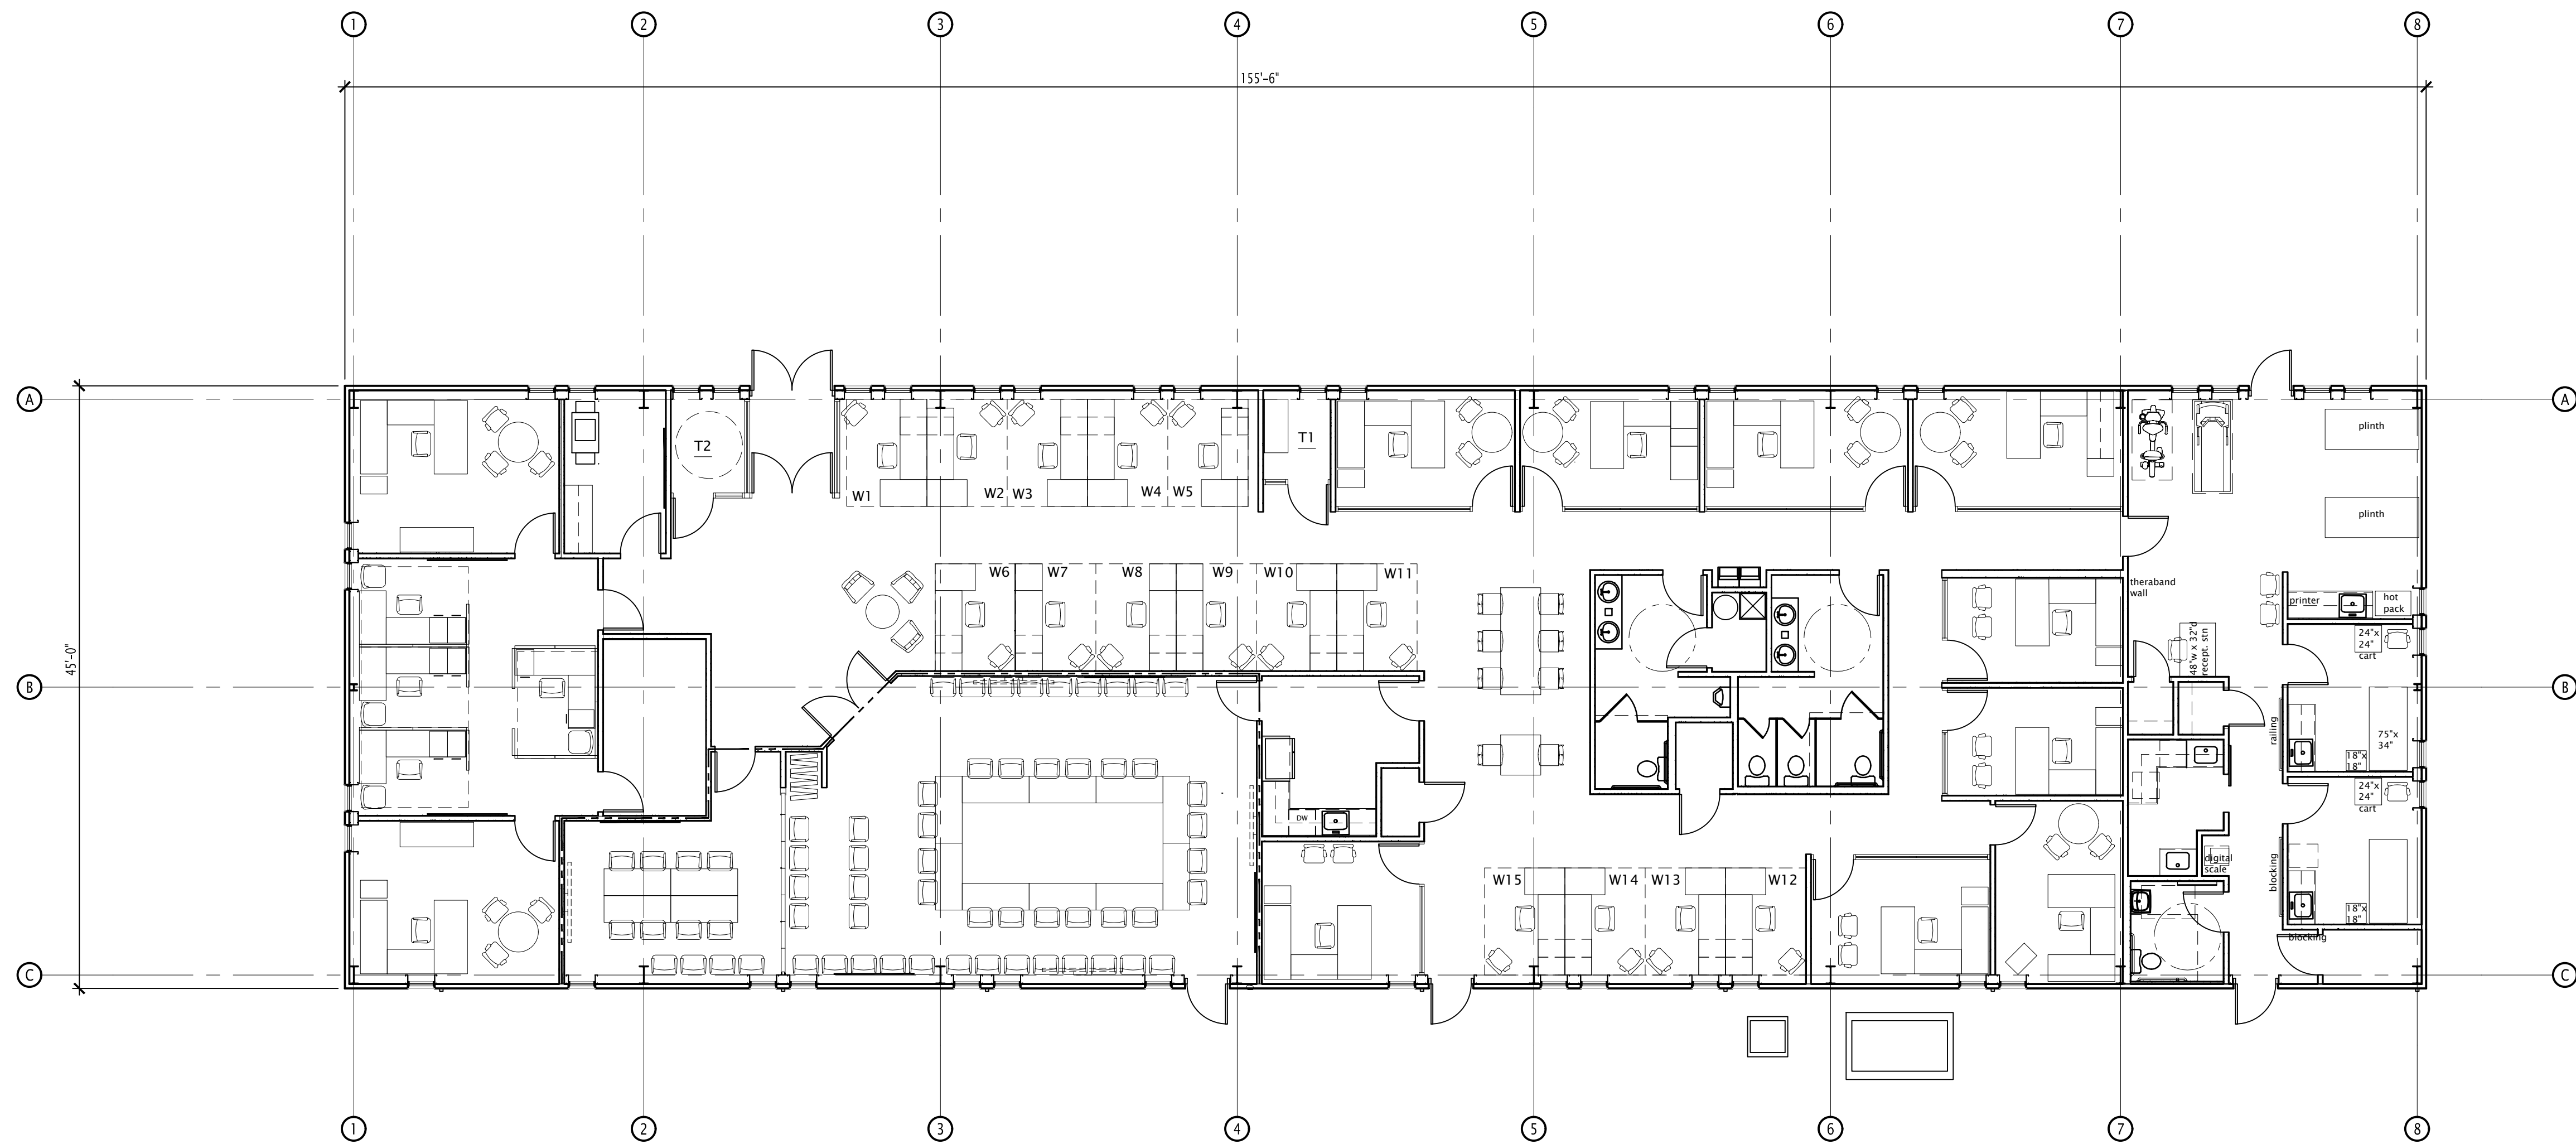 1 2 3 4 5 6 7 8
155'-6"
A A
T2
T1
plinth
W1 W2 W3 W4 W5
plinth
W6 W7 W8 W9 W10 W11
theraband
wall
printer
hot
pack
45'-0"
48"w x 32"d
recept. stn
24"x
24"
cart
B B
railing
75"x
34"
18"x
18"
24"x
24"
cart
DW
digital
scale
blocking
W15 W14 W13 W12
18"x
18"
blocking
C C
1 2 3 4 5 6 7 8